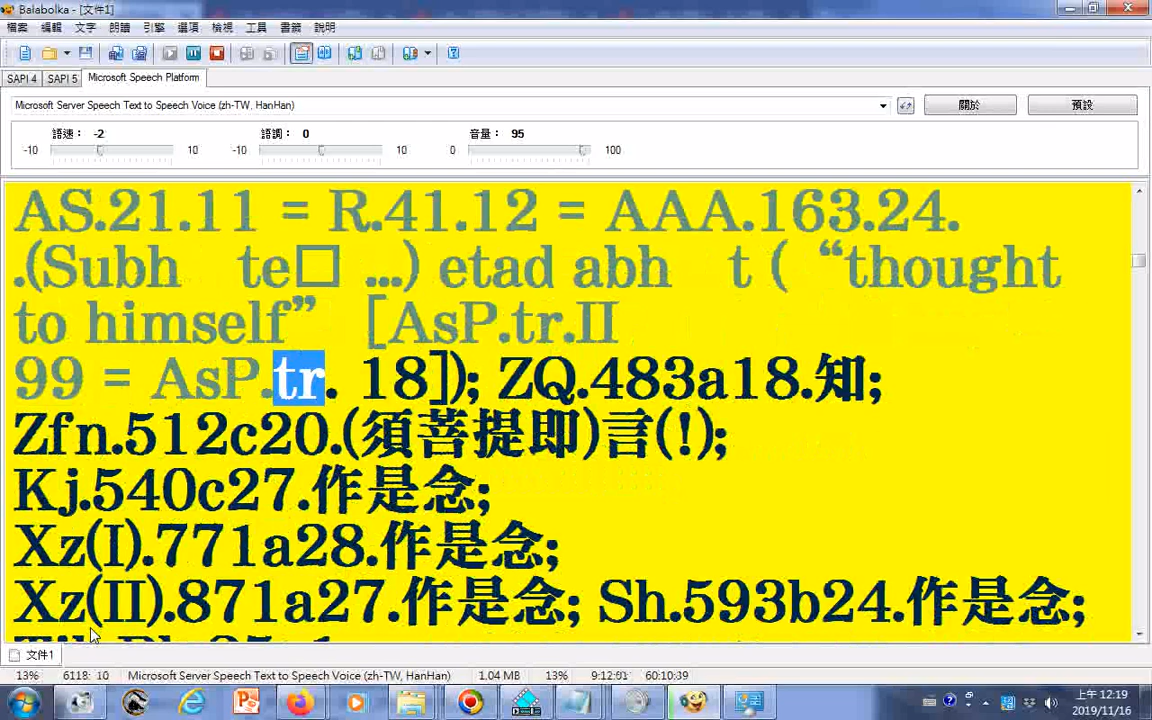 Balabolka - [文件1]
檔案 編輯 文字 朗讀 引擎 選項 檢視 工具 書籤 說明
SAPI 4 SAPI 5 Microsoft Speech Platform
Microsoft Server Speech Text to Speech Voice (zh-TW, HanHan) 關於 預設
語速： -2 語調： 0 音量： 95
-10 10 -10 10 0 100
AS.21.11 = R.41.12 = AAA.163.24.
.(Subh te□ ...) etad abh t ( “thought
to himself” [AsP.tr.II
99 = AsP.tr. 18]); ZQ.483a18.知;
Zfn.512c20.(須菩提即)言(!);
Kj.540c27.作是念;
Xz(I).771a28.作是念;
Xz(II).871a27.作是念; Sh.593b24.作是念;
文件1
13% 6118: 10 Microsoft Server Speech Text to Speech Voice (zh-TW, HanHan) 1.04 MB 13% 9:12:01 60:10:39
上午 12:19
2019/11/16